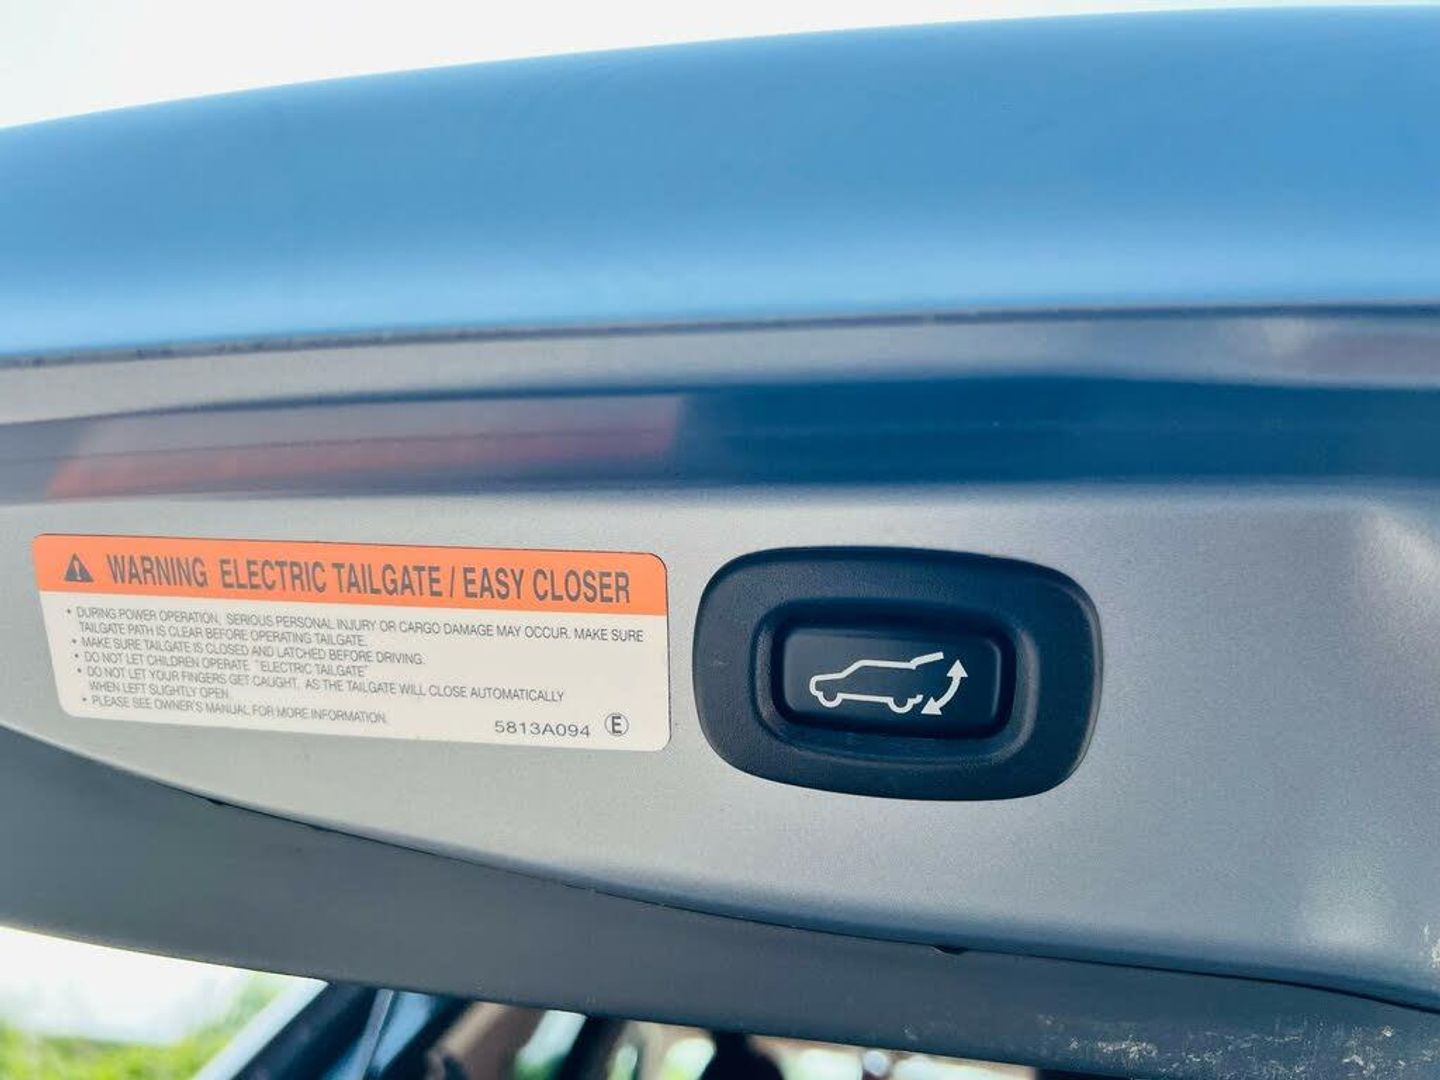 WARNING ELECTRIC TAILGATE / EASY CLOSER
• DURING POWER OPERATION, SERIOUS PERSONAL INJURY OR CARGO DAMAGE MAY OCCUR. MAKE SURE
TAILGATE PATH IS CLEAR BEFORE OPERATING TAILGATE.
• MAKE SURE TAILGATE IS CLOSED AND LATCHED BEFORE DRIVING.
• DO NOT LET CHILDREN OPERATE "ELECTRIC TAILGATE"
• DO NOT LET YOUR FINGERS GET CAUGHT, AS THE TAILGATE WILL CLOSE AUTOMATICALLY
WHEN LEFT SLIGHTLY OPEN.
• PLEASE SEE OWNER'S MANUAL FOR MORE INFORMATION.
5813A094 Ⓔ